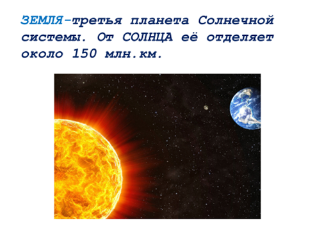 ЗЕМЛЯ-третья планета Солнечной
системы. От СОЛНЦА её отделяет
около 150 млн.км.